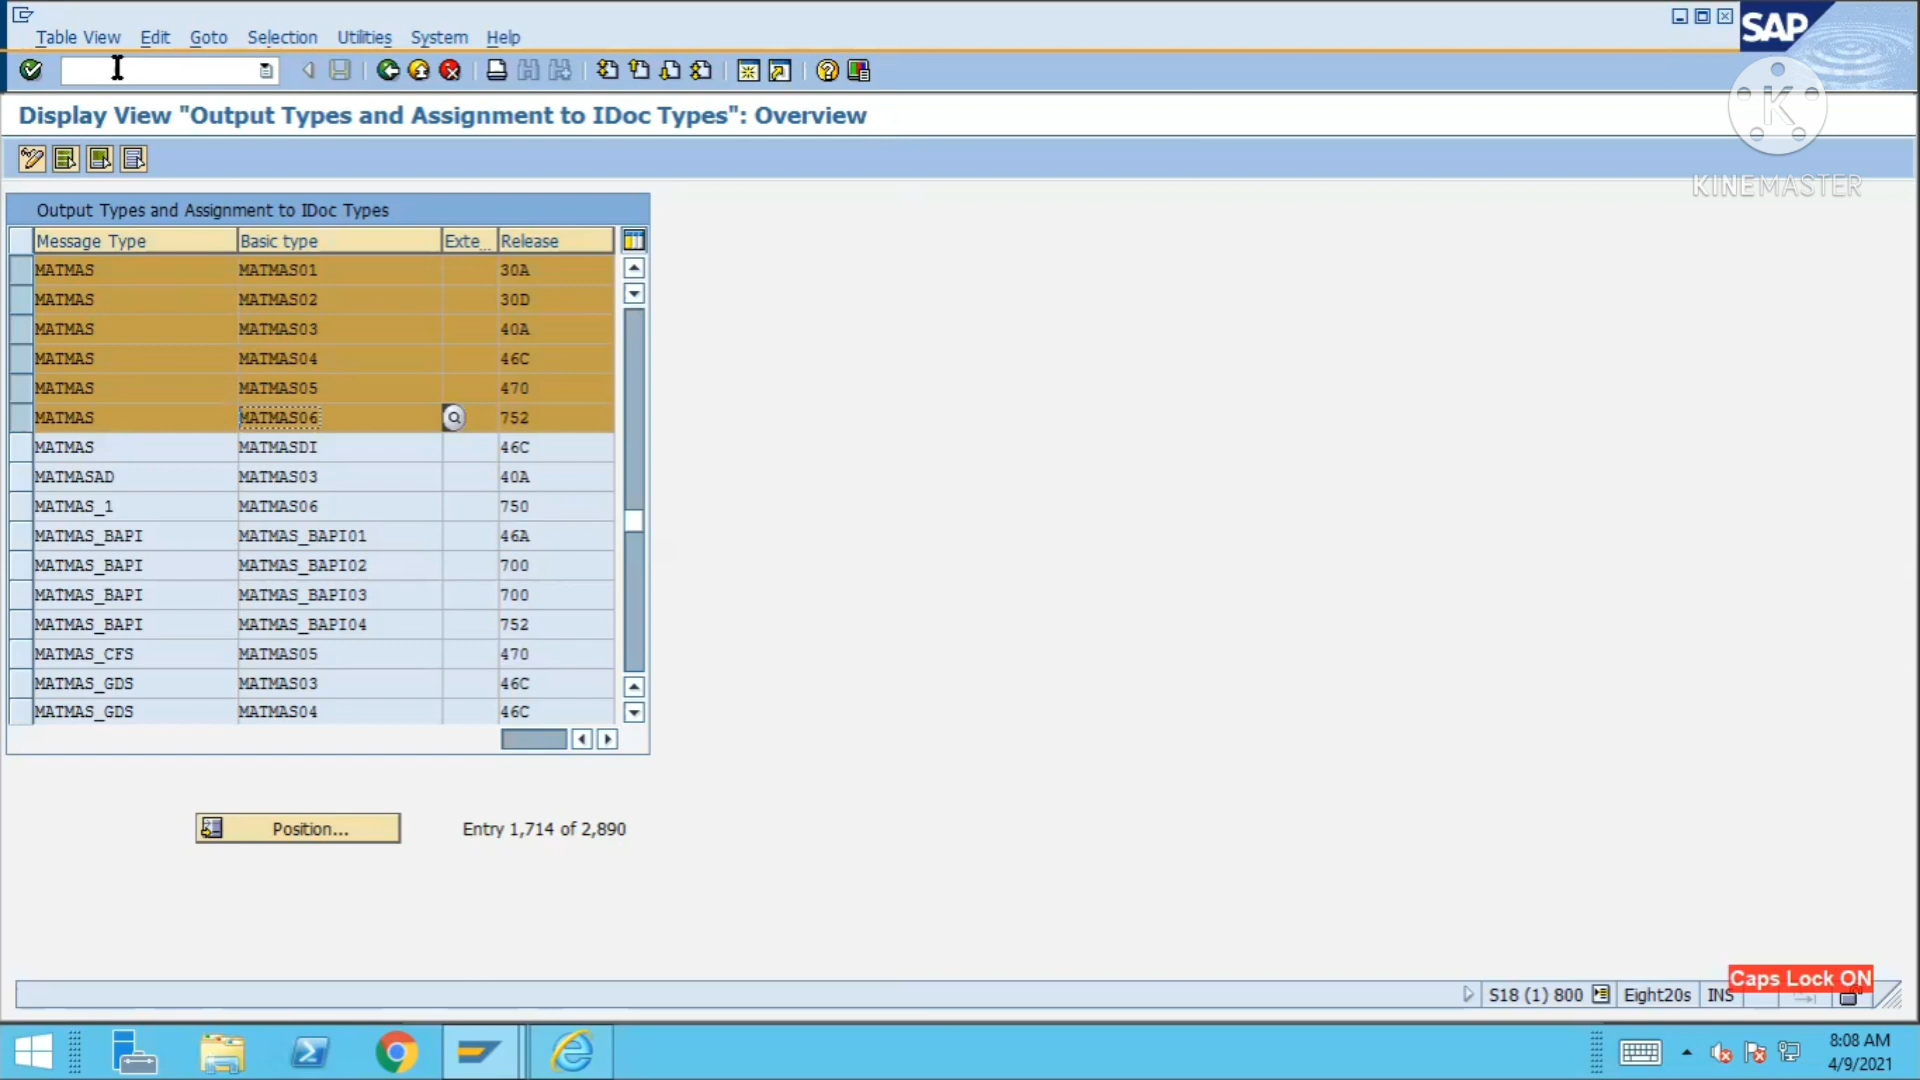 SAP
Table View Edit Goto Selection Utilities System Help
Display View "Output Types and Assignment to IDoc Types": Overview
K
KINEMASTER
Output Types and Assignment to IDoc Types
Message Type Basic type Exte... Release
MATMAS MATMAS01 30A
MATMAS MATMAS02 30D
MATMAS MATMAS03 40A
MATMAS MATMAS04 46C
MATMAS MATMAS05 470
MATMAS MATMAS06 752
MATMAS MATMASDI 46C
MATMASAD MATMAS03 40A
MATMAS_1 MATMAS06 750
MATMAS_BAPI MATMAS_BAPI01 46A
MATMAS_BAPI MATMAS_BAPI02 700
MATMAS_BAPI MATMAS_BAPI03 700
MATMAS_BAPI MATMAS_BAPI04 752
MATMAS_CFS MATMAS05 470
MATMAS_GDS MATMAS03 46C
MATMAS_GDS MATMAS04 46C
Position... Entry 1,714 of 2,890
Caps Lock ON
S18 (1) 800 Eight20s INS
8:08 AM
4/9/2021